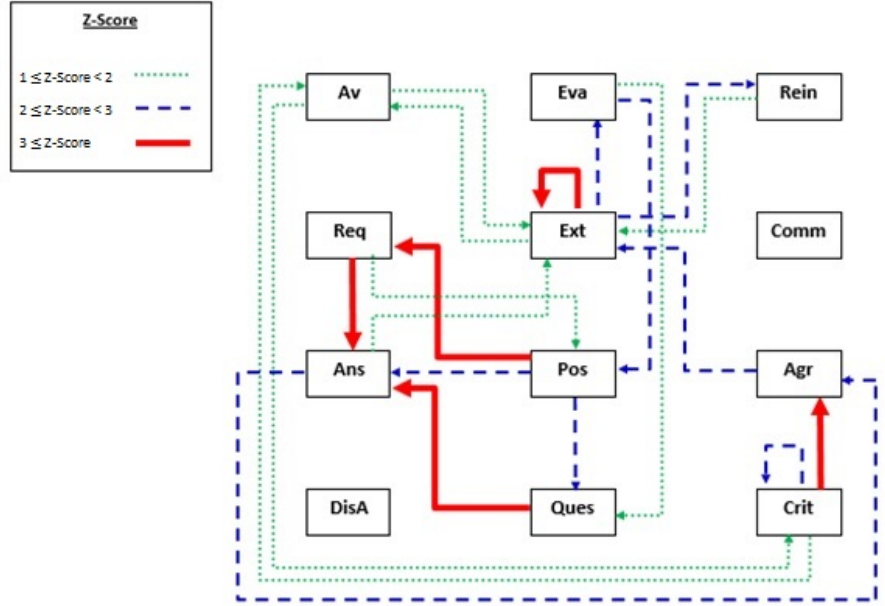 Z-Score
1 ≤ Z-Score < 2
2 ≤ Z-Score < 3
3 ≤ Z-Score
Av
Eva
Rein
Req
Ext
Comm
Ans
Pos
Agr
DisA
Ques
Crit